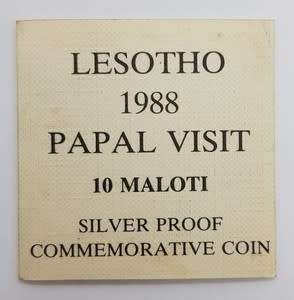 LESOTHO
1988
PAPAL VISIT
10 MALOTI
SILVER PROOF
COMMEMORATIVE COIN